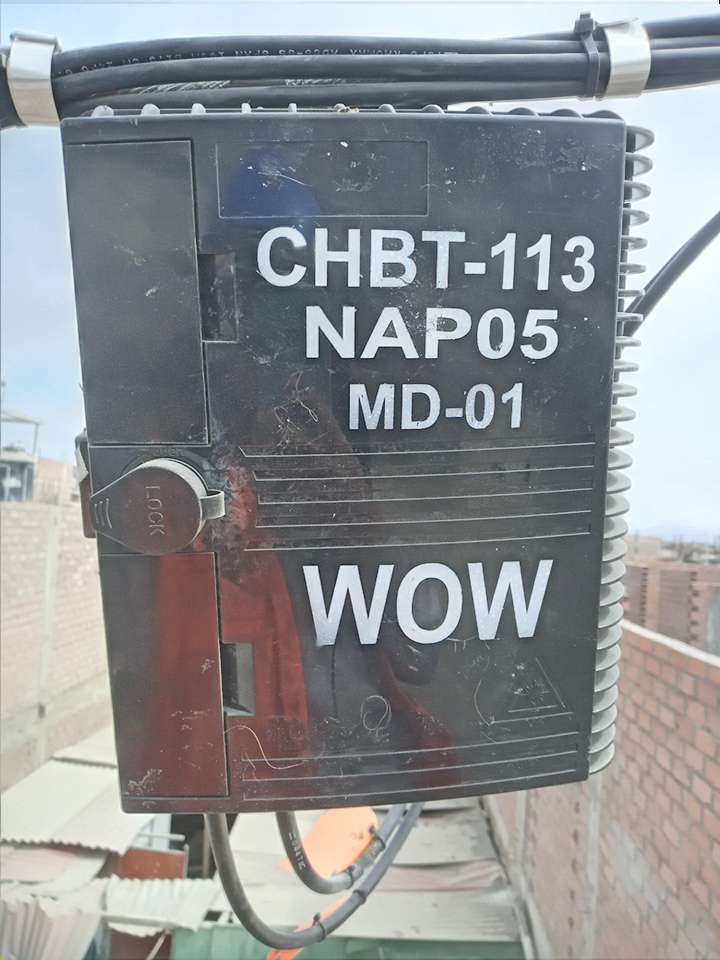 CHBT-113
NAP05
MD-01
LOCK
WOW